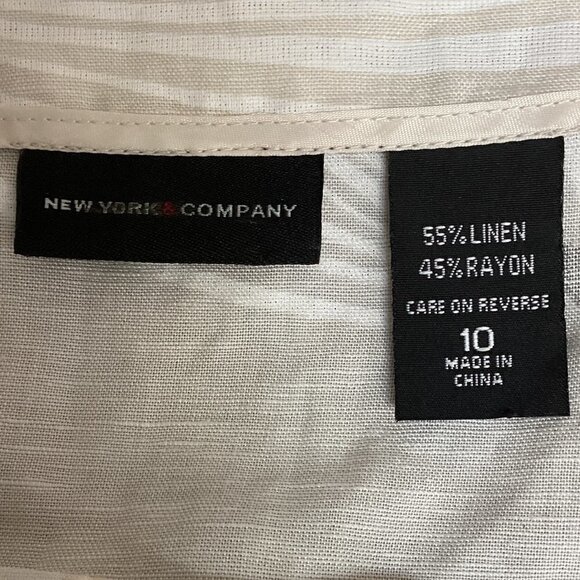 NEW YORK & COMPANY
55% LINEN
45% RAYON
CARE ON REVERSE
10
MADE IN
CHINA